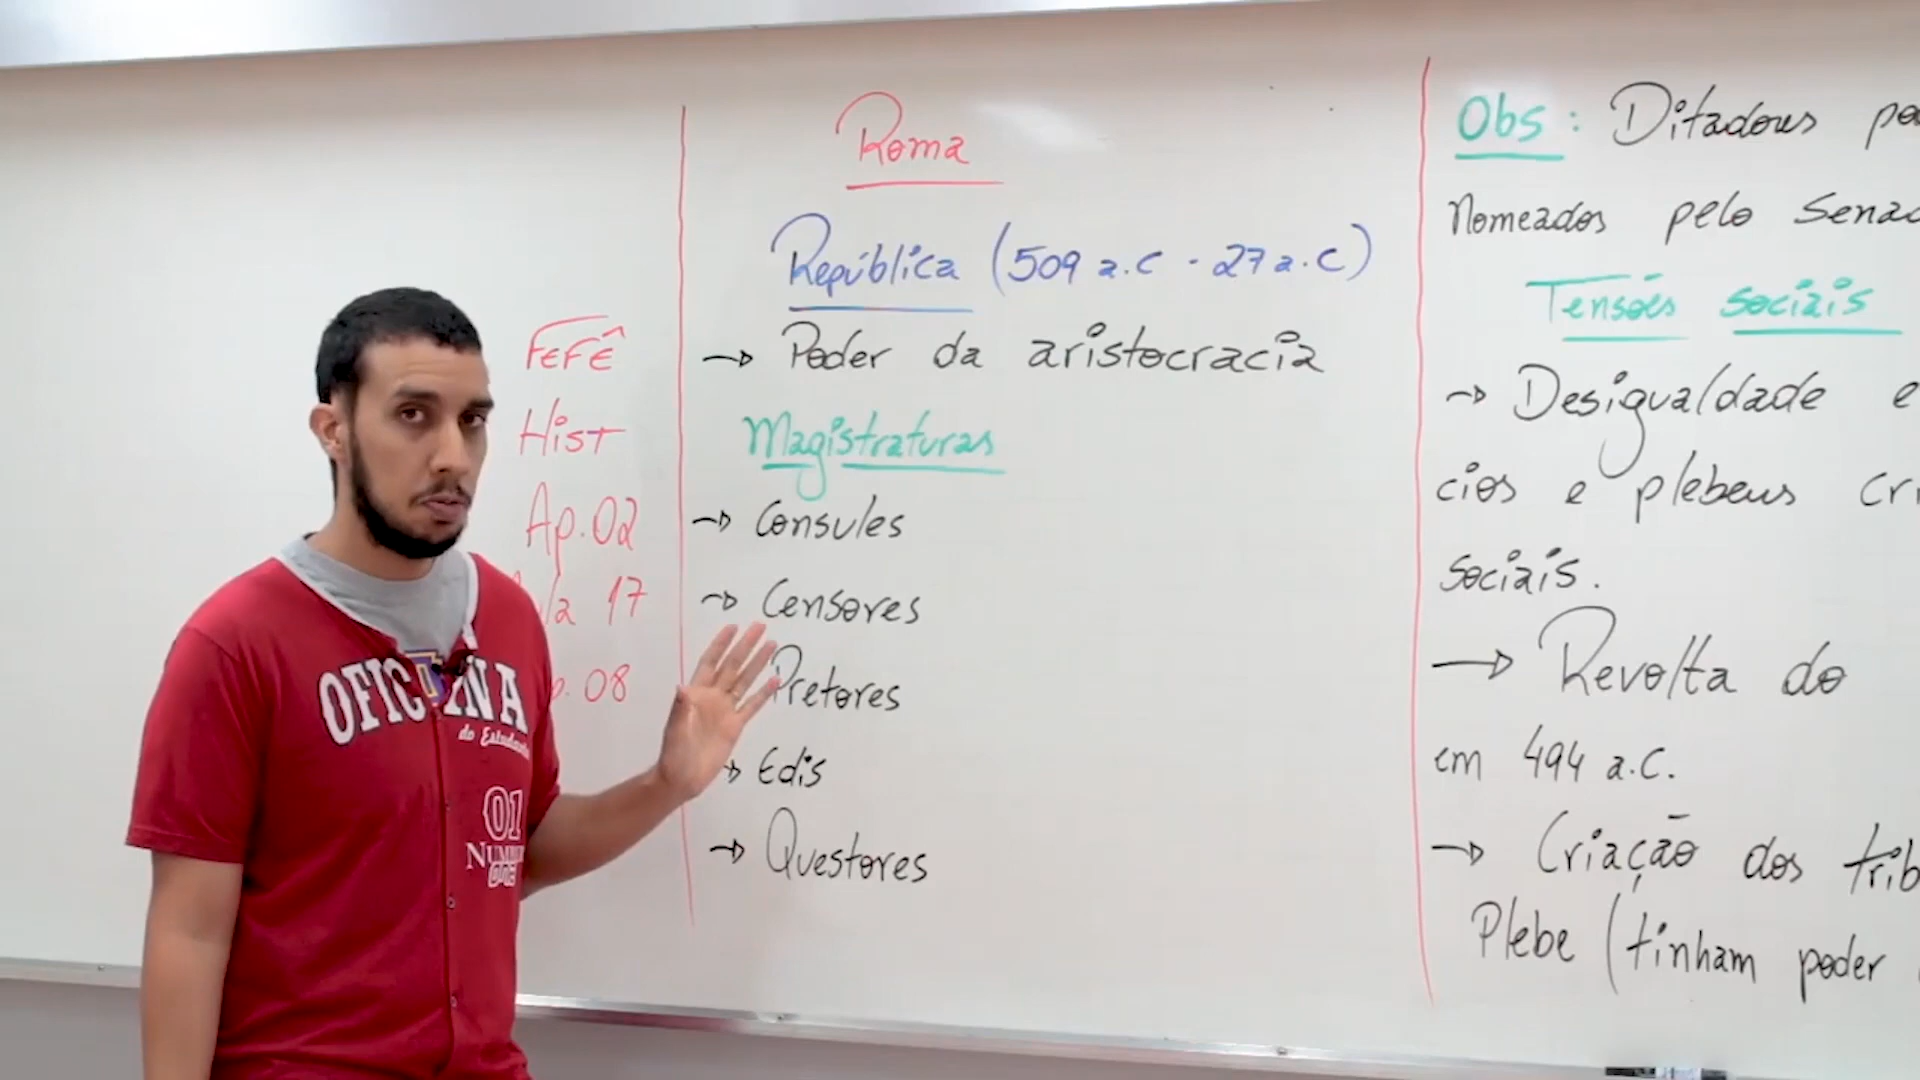 FEFÊ
Hist
Ap. 02
17
08
Roma
República (509 a.C - 27 a.C)
→ Poder da aristocracia
Magistraturas
→ Consules
→ Censores
Pretores
→ Edis
→ Questores
Obs: Ditadores
Nomeados pelo
Tensões sociais
→ Desigualdade e
cios e plebeus
sociais.
→ Revolta do
em 494 a.C.
→ Criação dos
Plebe (tinham poder
OFICINA
do Estudante
01